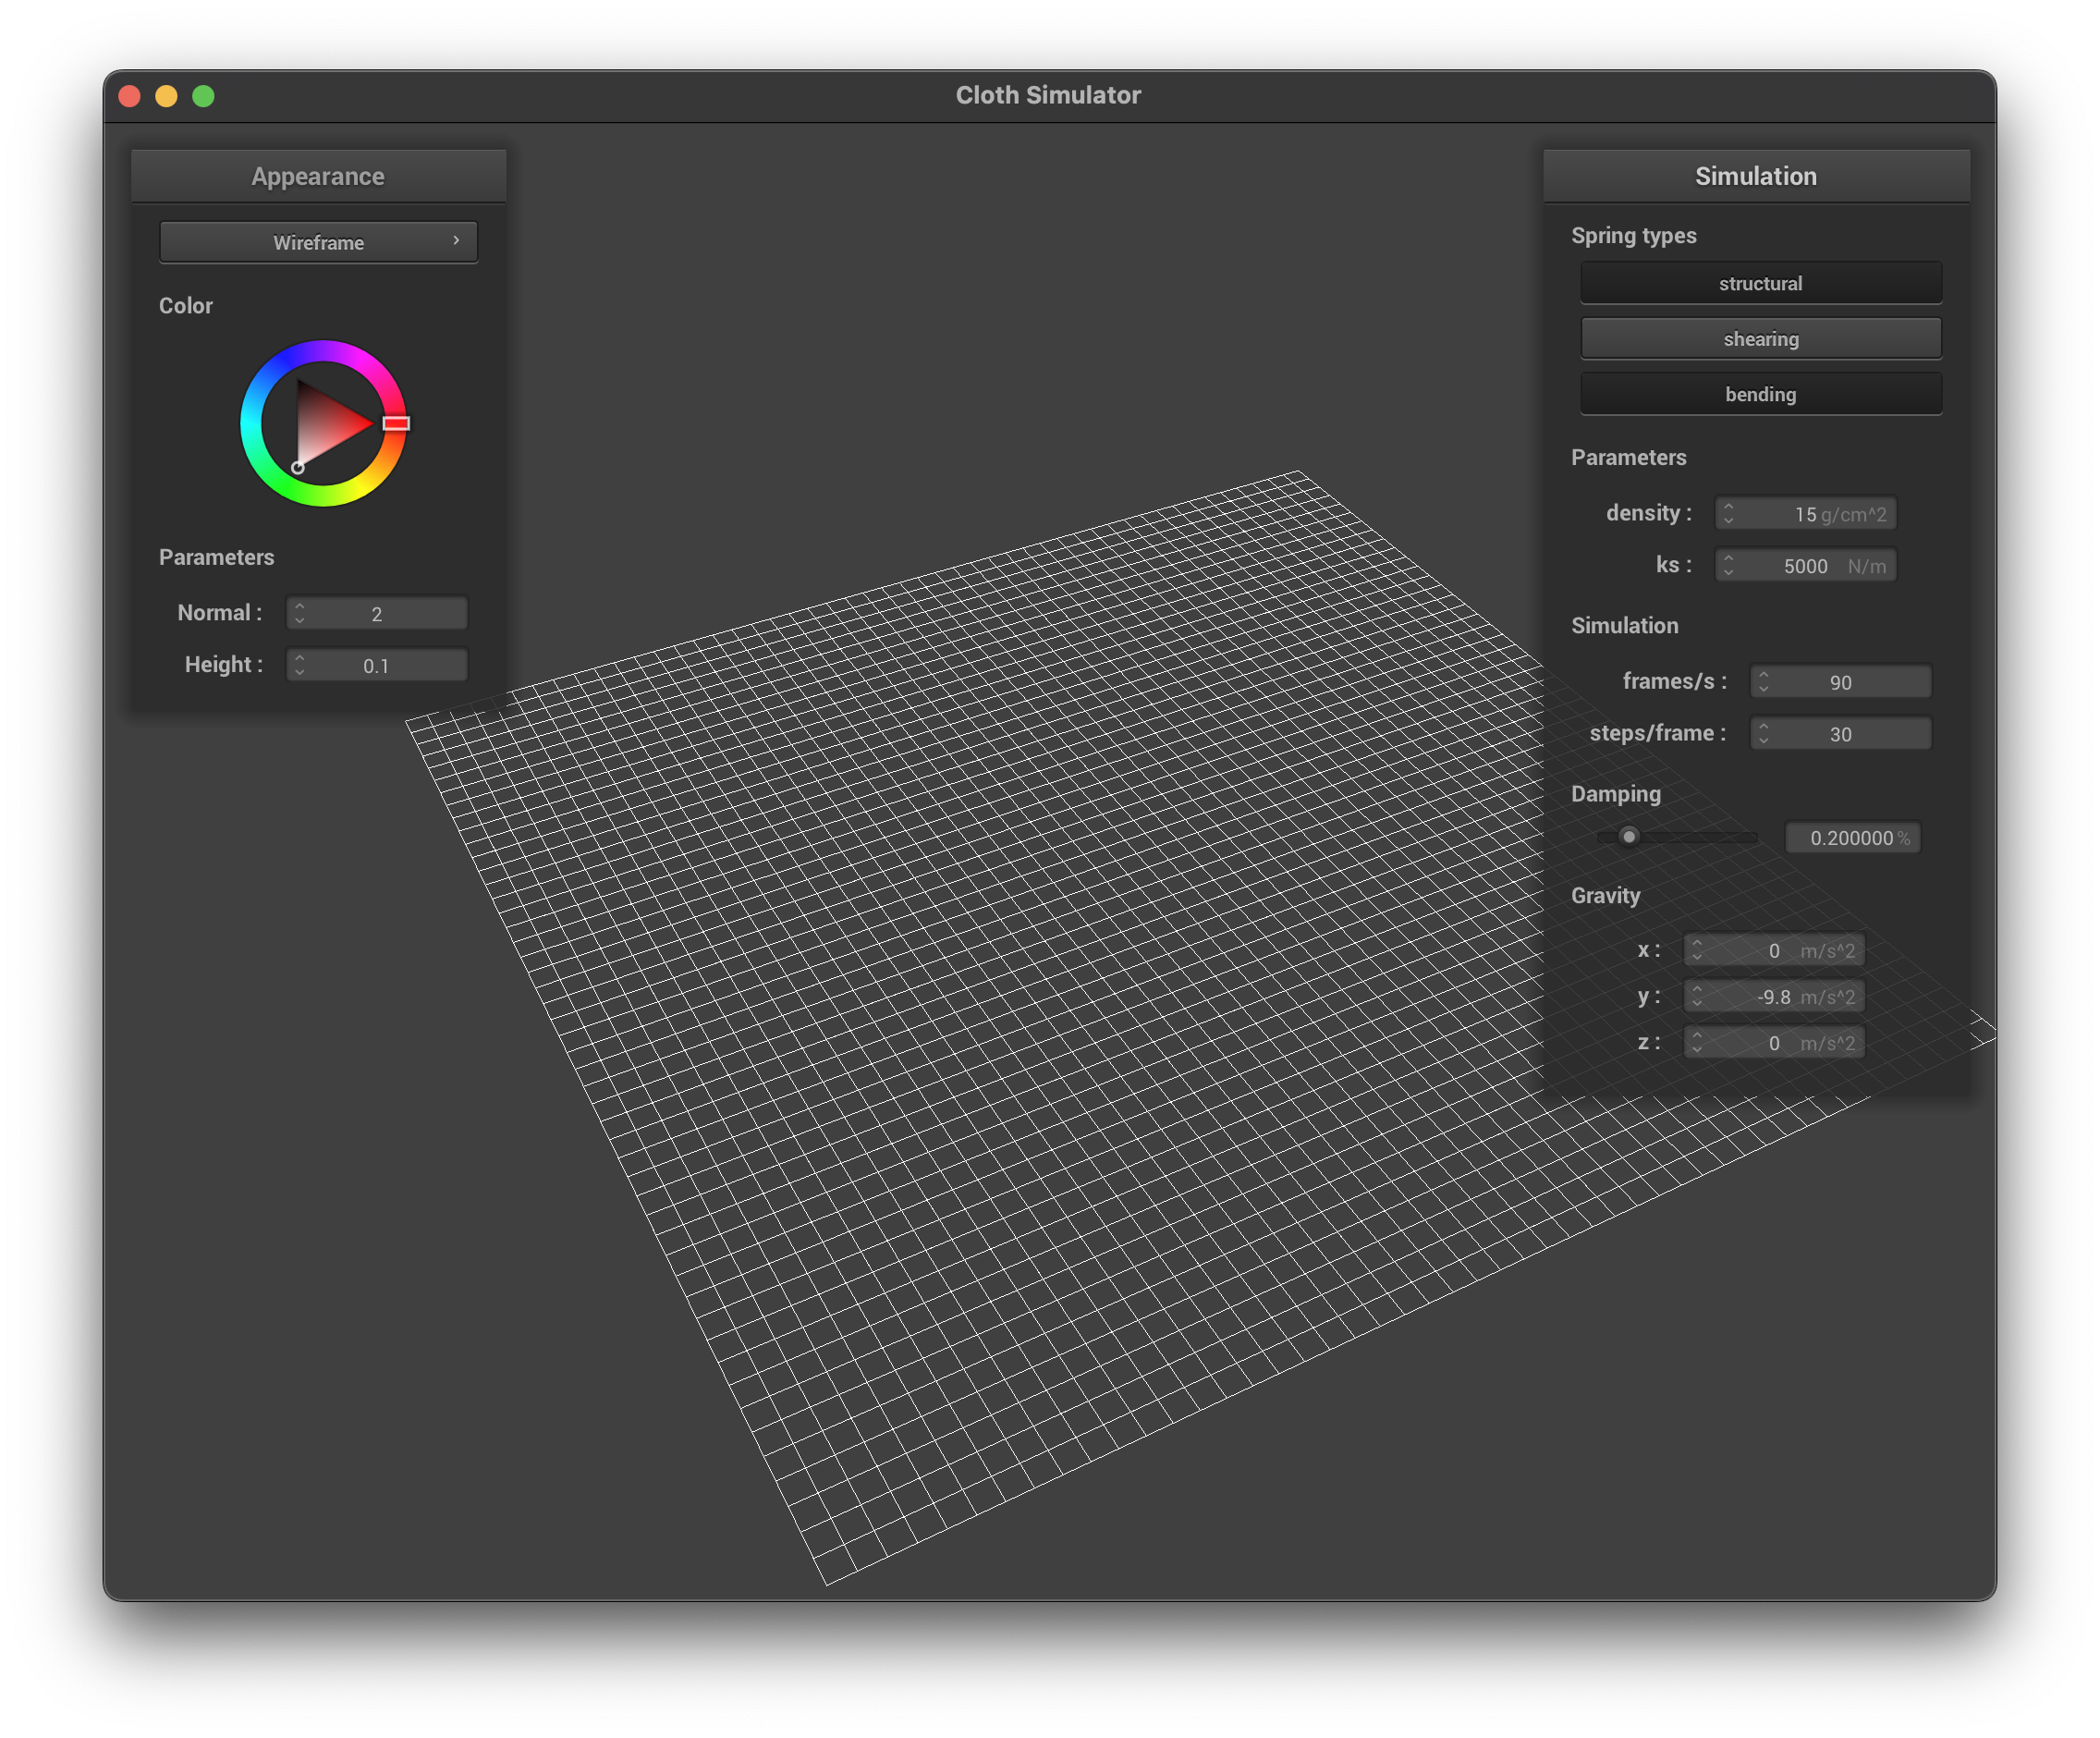 Cloth Simulator
Appearance
Wireframe
Color
Parameters
Normal : 2
Height : 0.1
Simulation
Spring types
structural
shearing
bending
Parameters
density : 15 g/cm^2
ks : 5000 N/m
Simulation
frames/s : 90
steps/frame : 30
Damping
0.200000 %
Gravity
x : 0 m/s^2
y : -9.8 m/s^2
z : 0 m/s^2